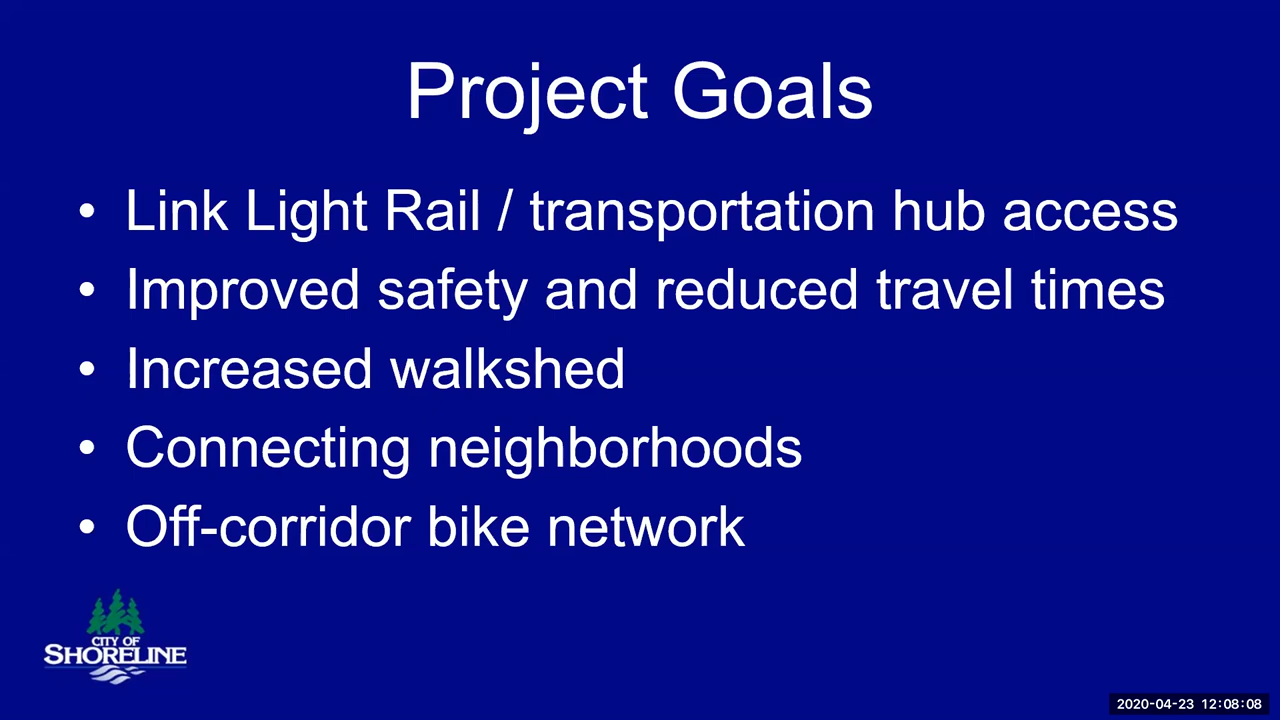 Project Goals
• Link Light Rail / transportation hub access
• Improved safety and reduced travel times
• Increased walkshed
• Connecting neighborhoods
• Off-corridor bike network
CITY OF
SHORELINE
2020-04-23 12:08:08